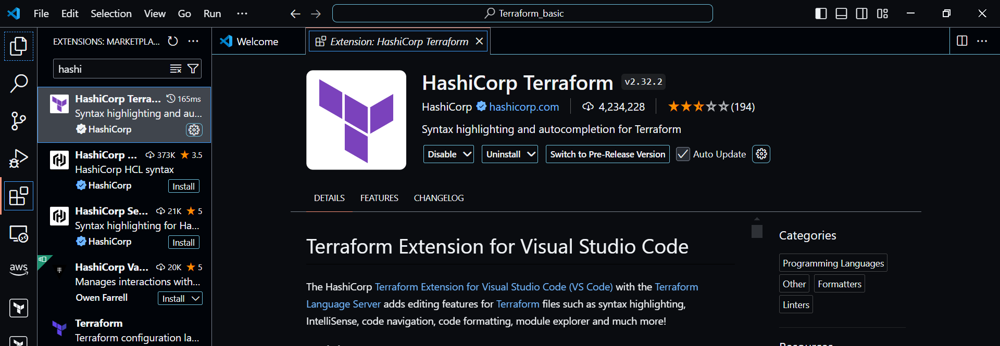 File Edit Selection View Go Run ···
Terraform_basic
EXTENSIONS: MARKETPLA...
hashi
HashiCorp Terra... 165ms
Syntax highlighting and au...
HashiCorp
HashiCorp ... 373K 3.5
HashiCorp HCL syntax
HashiCorp Install
HashiCorp Se... 21K 5
Syntax highlighting for Ha...
HashiCorp Install
HashiCorp Va... 20K 5
Manages interactions with...
Owen Farrell Install
Terraform
Terraform configuration la...
aws
Welcome
Extension: HashiCorp Terraform
HashiCorp Terraform v2.32.2
HashiCorp hashicorp.com 4,234,228 (194)
Syntax highlighting and autocompletion for Terraform
Disable Uninstall Switch to Pre-Release Version Auto Update
DETAILS FEATURES CHANGELOG
Terraform Extension for Visual Studio Code
The HashiCorp Terraform Extension for Visual Studio Code (VS Code) with the Terraform
Language Server adds editing features for Terraform files such as syntax highlighting,
IntelliSense, code navigation, code formatting, module explorer and much more!
Categories
Programming Languages
Other Formatters
Linters